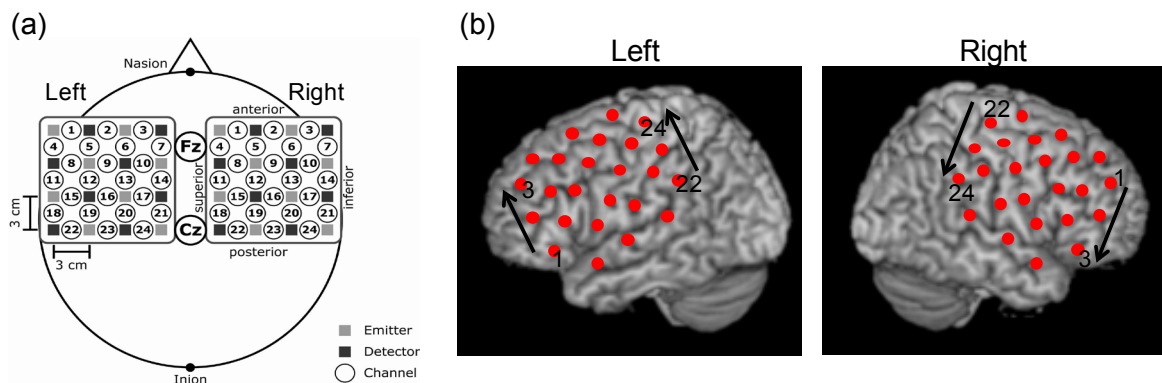 (a)
Nasion
Left Right
anterior
1 2 3 1 2 3
4 5 6 7 Fz 4 5 6 7
8 9 10 8 9 10
11 12 13 14 superior 11 12 13 14 inferior
15 16 17 15 16 17
18 19 20 21 18 19 20 21
22 23 24 Cz 22 23 24
posterior
3 cm
3 cm
Emitter
Detector
Channel
Inion
(b)
Left
24
3
22
1
Right
22
1
24
3